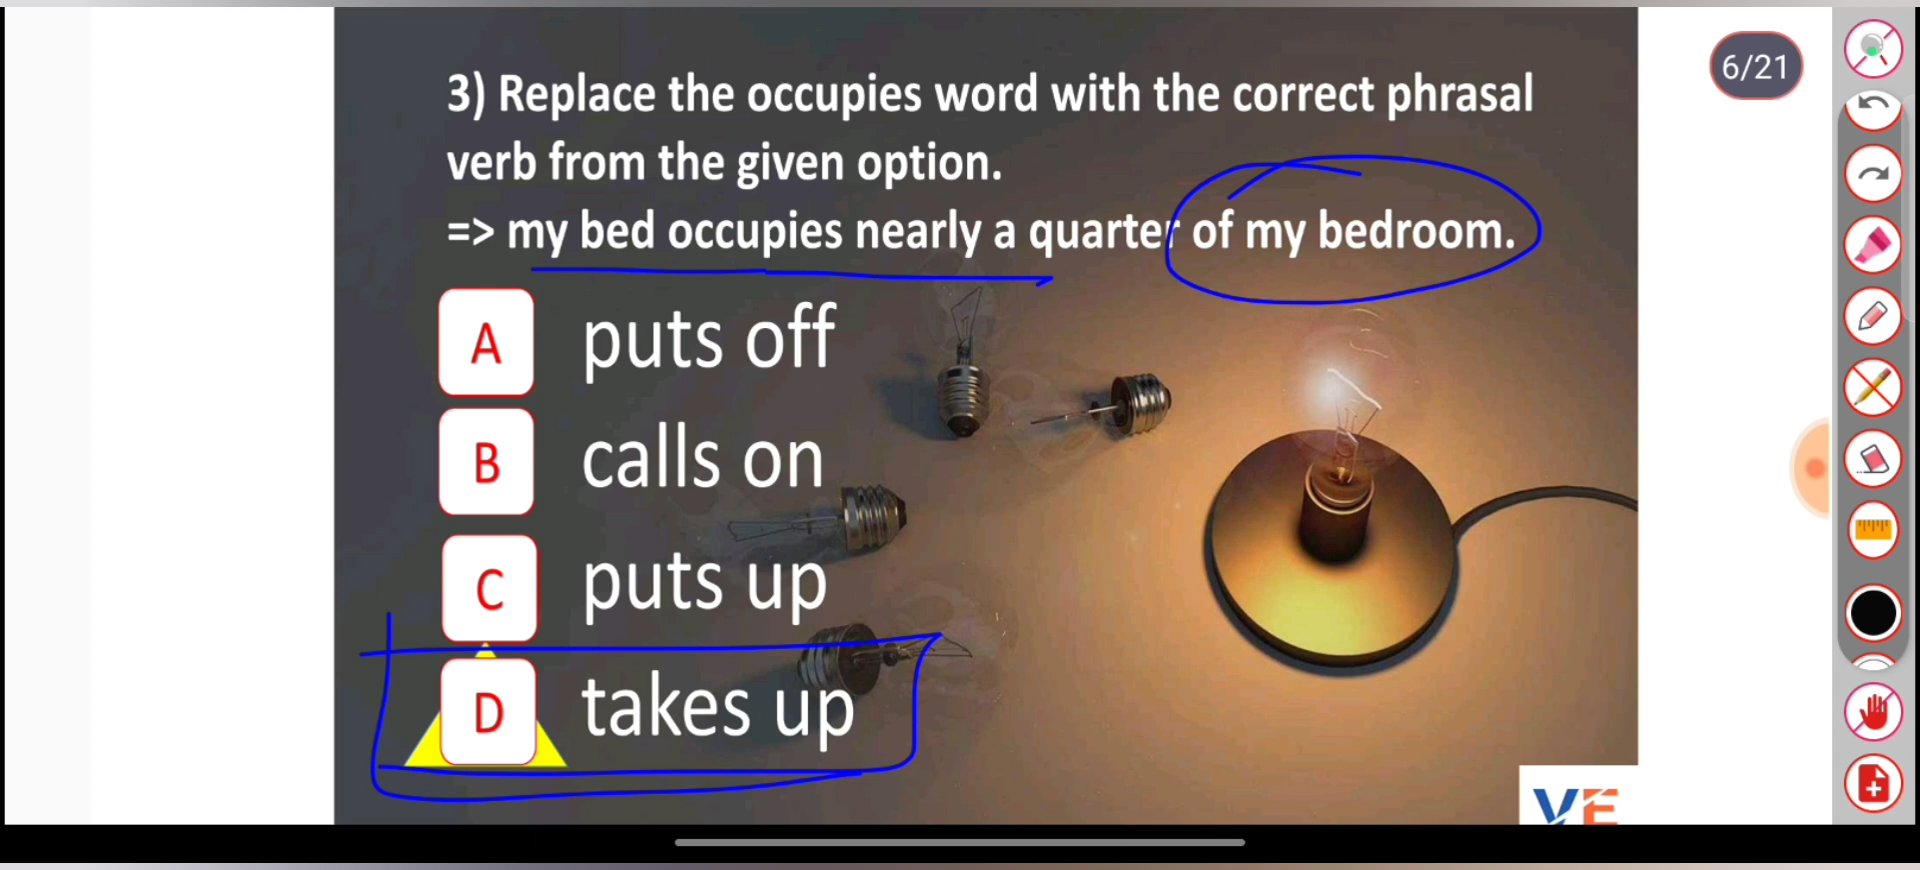 3) Replace the occupies word with the correct phrasal
verb from the given option.
=> my bed occupies nearly a quarter of my bedroom.
A puts off
B calls on
C puts up
D takes up
6/21
VE